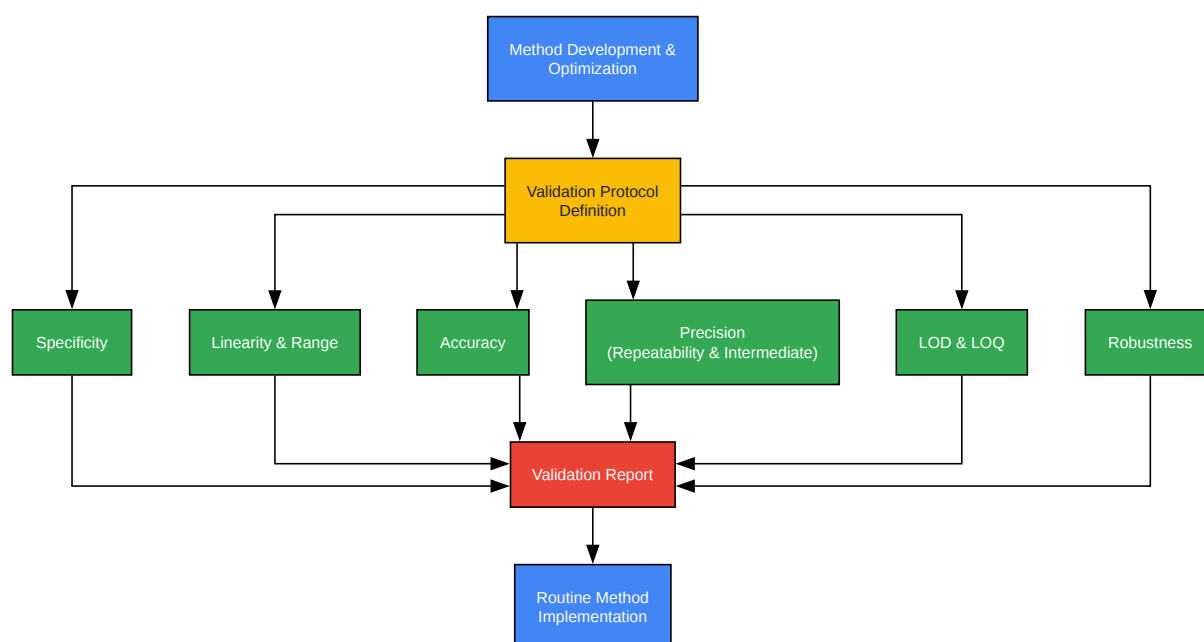 Method Development &
Optimization
Validation Protocol
Definition
Specificity
Linearity & Range
Accuracy
Precision
(Repeatability & Intermediate)
LOD & LOQ
Robustness
Validation Report
Routine Method
Implementation